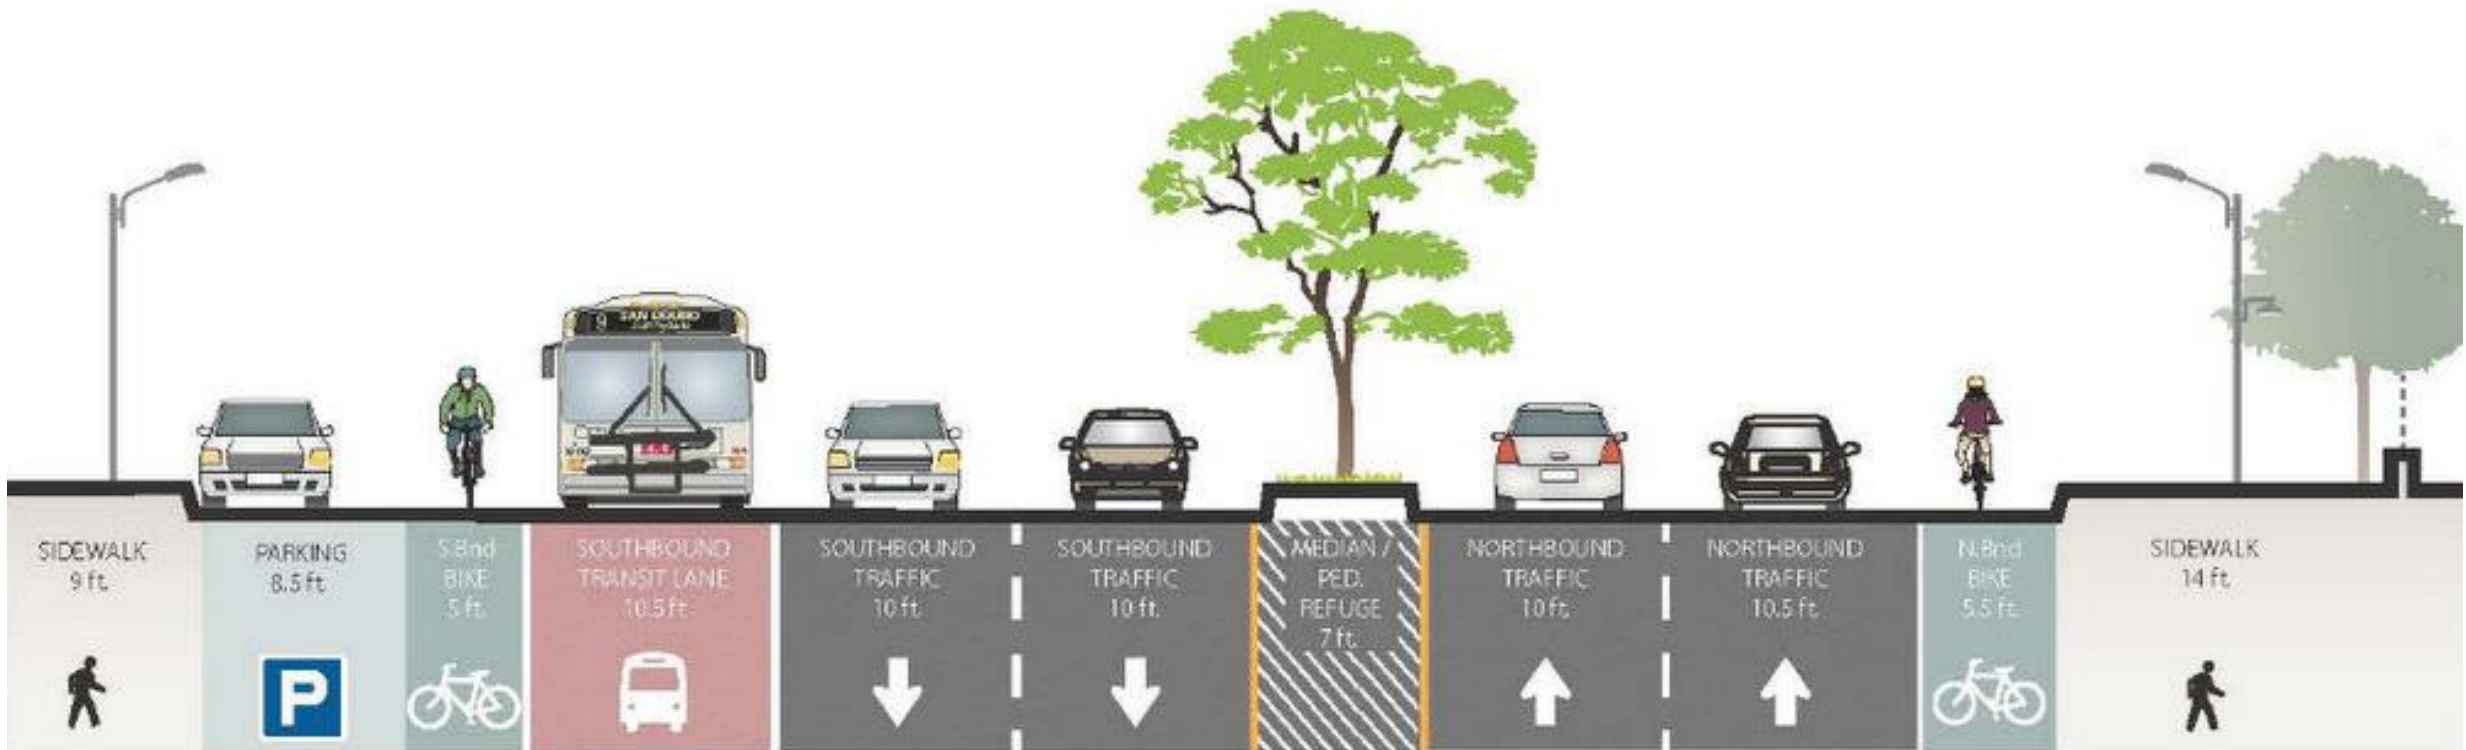 9
SIDEWALK
9 ft.
PARKING
8.5 ft
S.Bnd
BIKE
5 ft.
SOUTHBOUND
TRANSIT LANE
10.5 ft
SOUTHBOUND
TRAFFIC
10 ft.
SOUTHBOUND
TRAFFIC
10 ft.
MEDIAN /
PED.
REFUGE
7 ft.
NORTHBOUND
TRAFFIC
10 ft.
NORTHBOUND
TRAFFIC
10.5 ft.
N.Bnd
BIKE
5.5 ft.
SIDEWALK
14 ft.
P